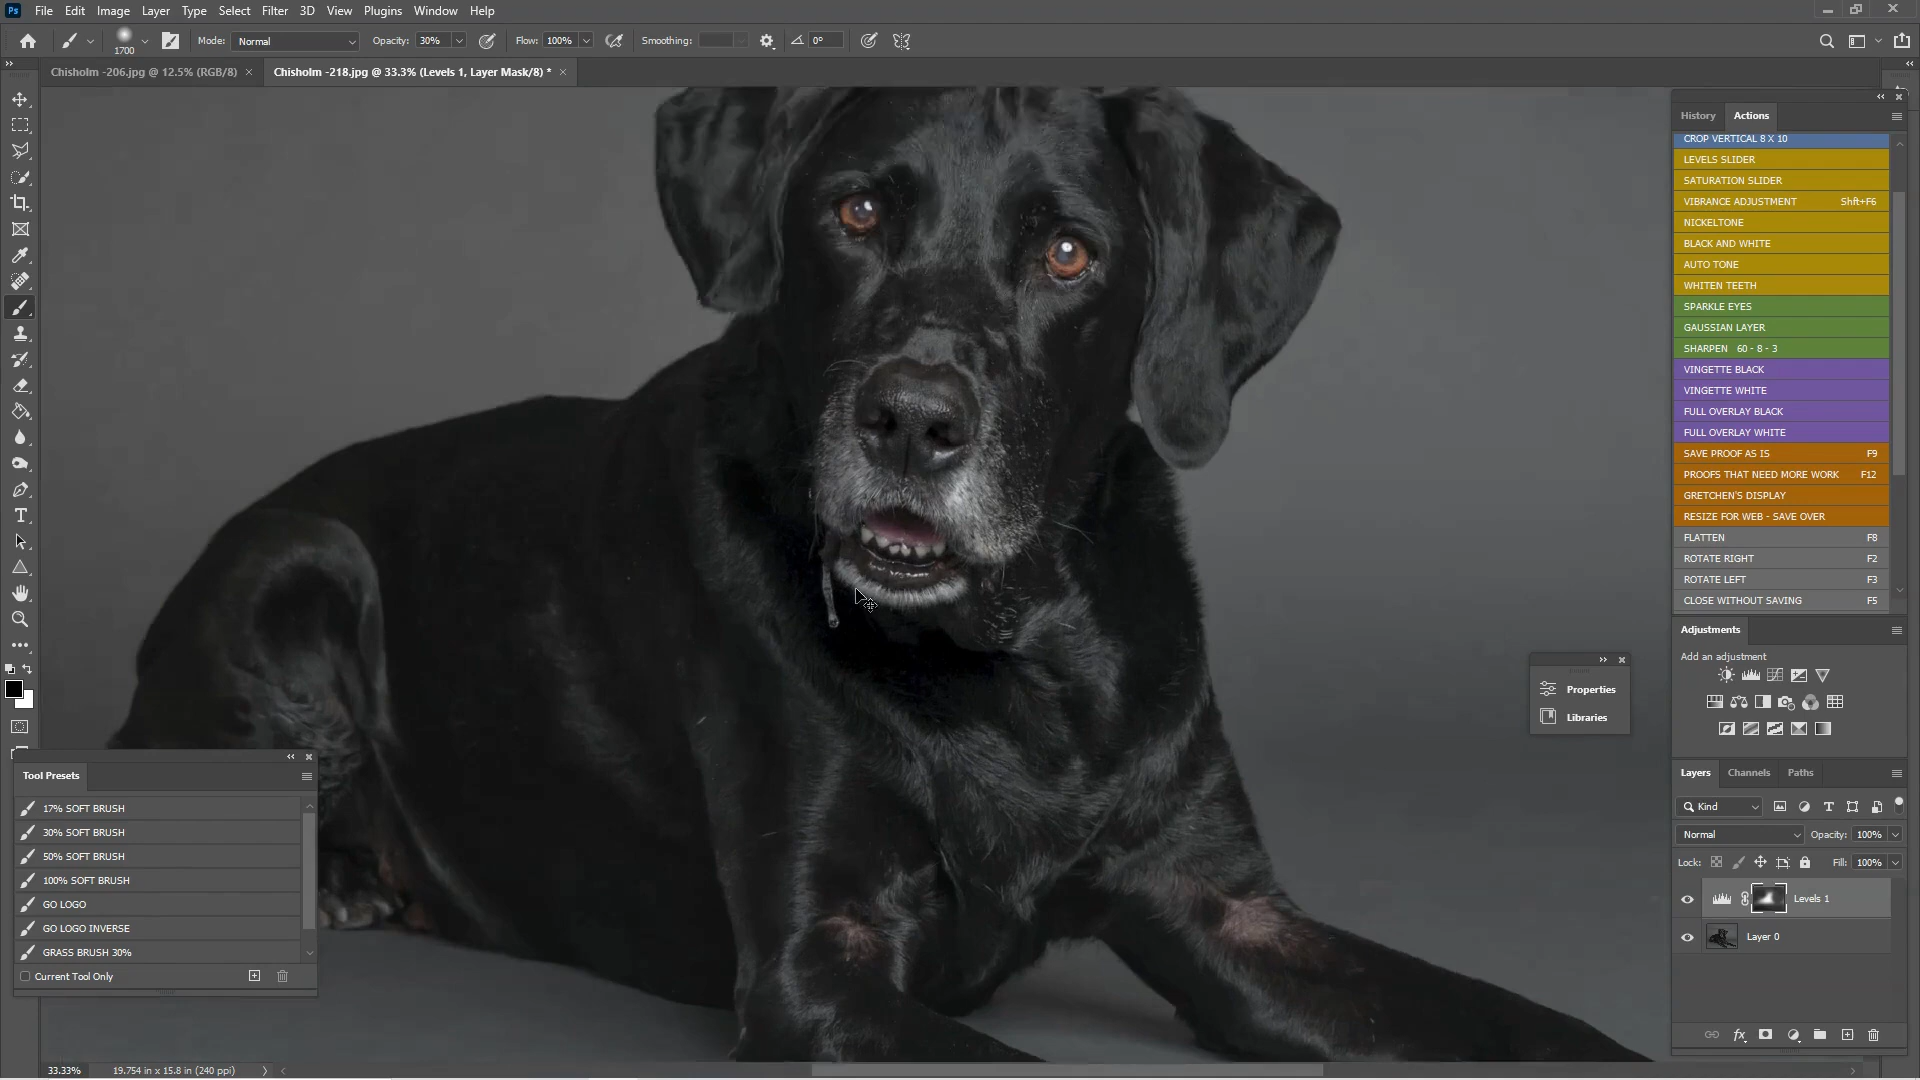 Ps File Edit Image Layer Type Select Filter 3D View Plugins Window Help
1700 Mode: Normal Opacity: 30% Flow: 100% Smoothing: 0°
Chisholm -206.jpg @ 12.5% (RGB/8) × Chisholm -218.jpg @ 33.3% (Levels 1, Layer Mask/8) * ×
History Actions
CROP VERTICAL 8 X 10
LEVELS SLIDER
SATURATION SLIDER
VIBRANCE ADJUSTMENT Shft+F6
NICKELTONE
BLACK AND WHITE
AUTO TONE
WHITEN TEETH
SPARKLE EYES
GAUSSIAN LAYER
SHARPEN 60 - 8 - 3
VINGETTE BLACK
VINGETTE WHITE
FULL OVERLAY BLACK
FULL OVERLAY WHITE
SAVE PROOF AS IS F9
PROOFS THAT NEED MORE WORK F12
GRETCHEN'S DISPLAY
RESIZE FOR WEB - SAVE OVER
FLATTEN F8
ROTATE RIGHT F2
ROTATE LEFT F3
CLOSE WITHOUT SAVING F5
Adjustments
Add an adjustment
Properties
Libraries
Layers Channels Paths
Kind
Normal Opacity: 100%
Lock: Fill: 100%
Levels 1
Layer 0
Tool Presets
17% SOFT BRUSH
30% SOFT BRUSH
50% SOFT BRUSH
100% SOFT BRUSH
GO LOGO
GO LOGO INVERSE
GRASS BRUSH 30%
Current Tool Only
33.33% 19.754 in x 15.8 in (240 ppi)